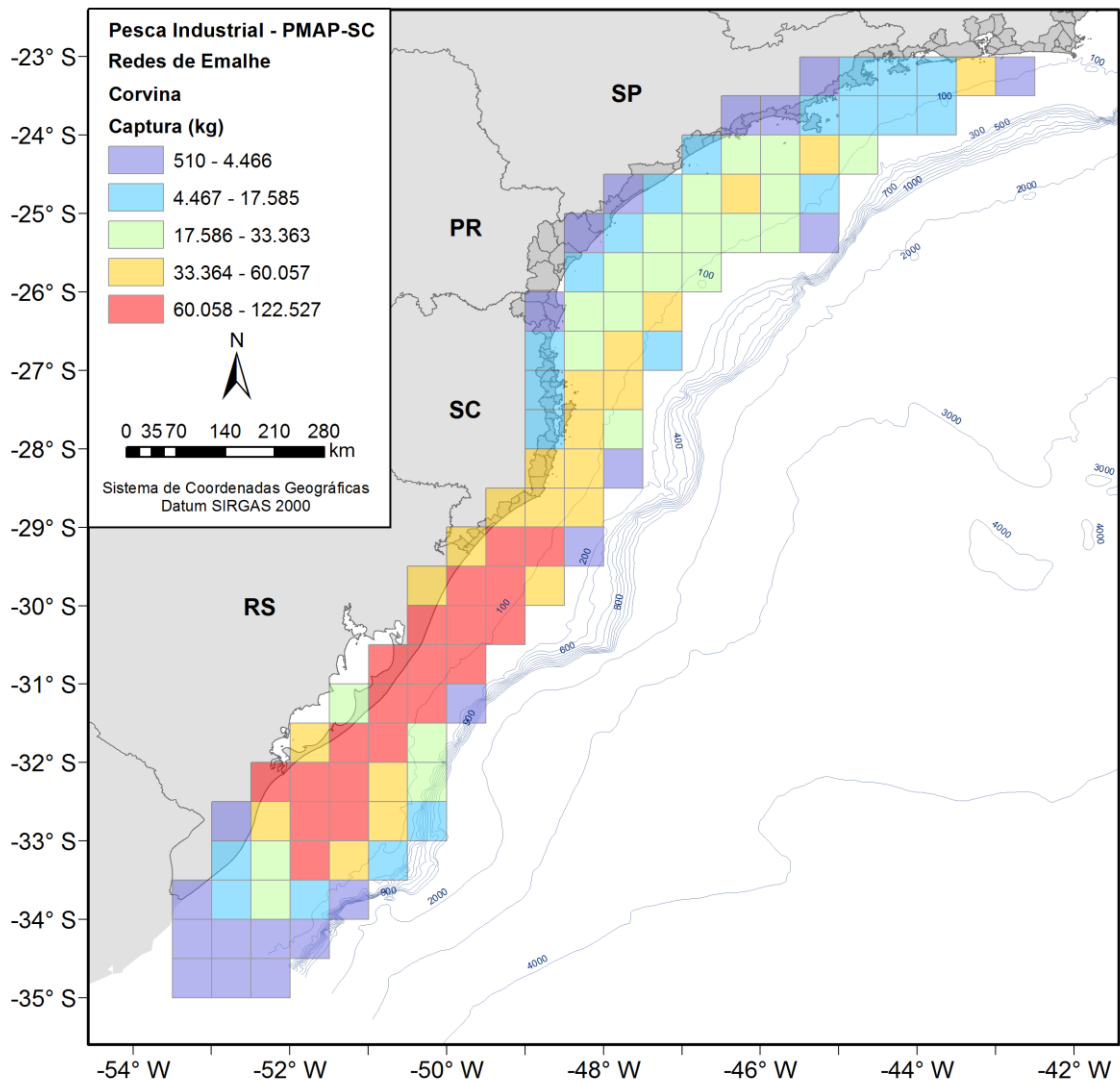 Pesca Industrial - PMAP-SC
Redes de Emalhe
Corvina
Captura (kg)
510 - 4.466
4.467 - 17.585
17.586 - 33.363
33.364 - 60.057
60.058 - 122.527
N
0 35 70 140 210 280
km
Sistema de Coordenadas Geográficas
Datum SIRGAS 2000
SP
PR
SC
RS
-23° S
-24° S
-25° S
-26° S
-27° S
-28° S
-29° S
-30° S
-31° S
-32° S
-33° S
-34° S
-35° S
100
100
300
500
700
1000
2000
2000
100
400
3000
3000
4000
4000
200
800
100
600
900
900
2000
4000
-54° W
-52° W
-50° W
-48° W
-46° W
-44° W
-42° W